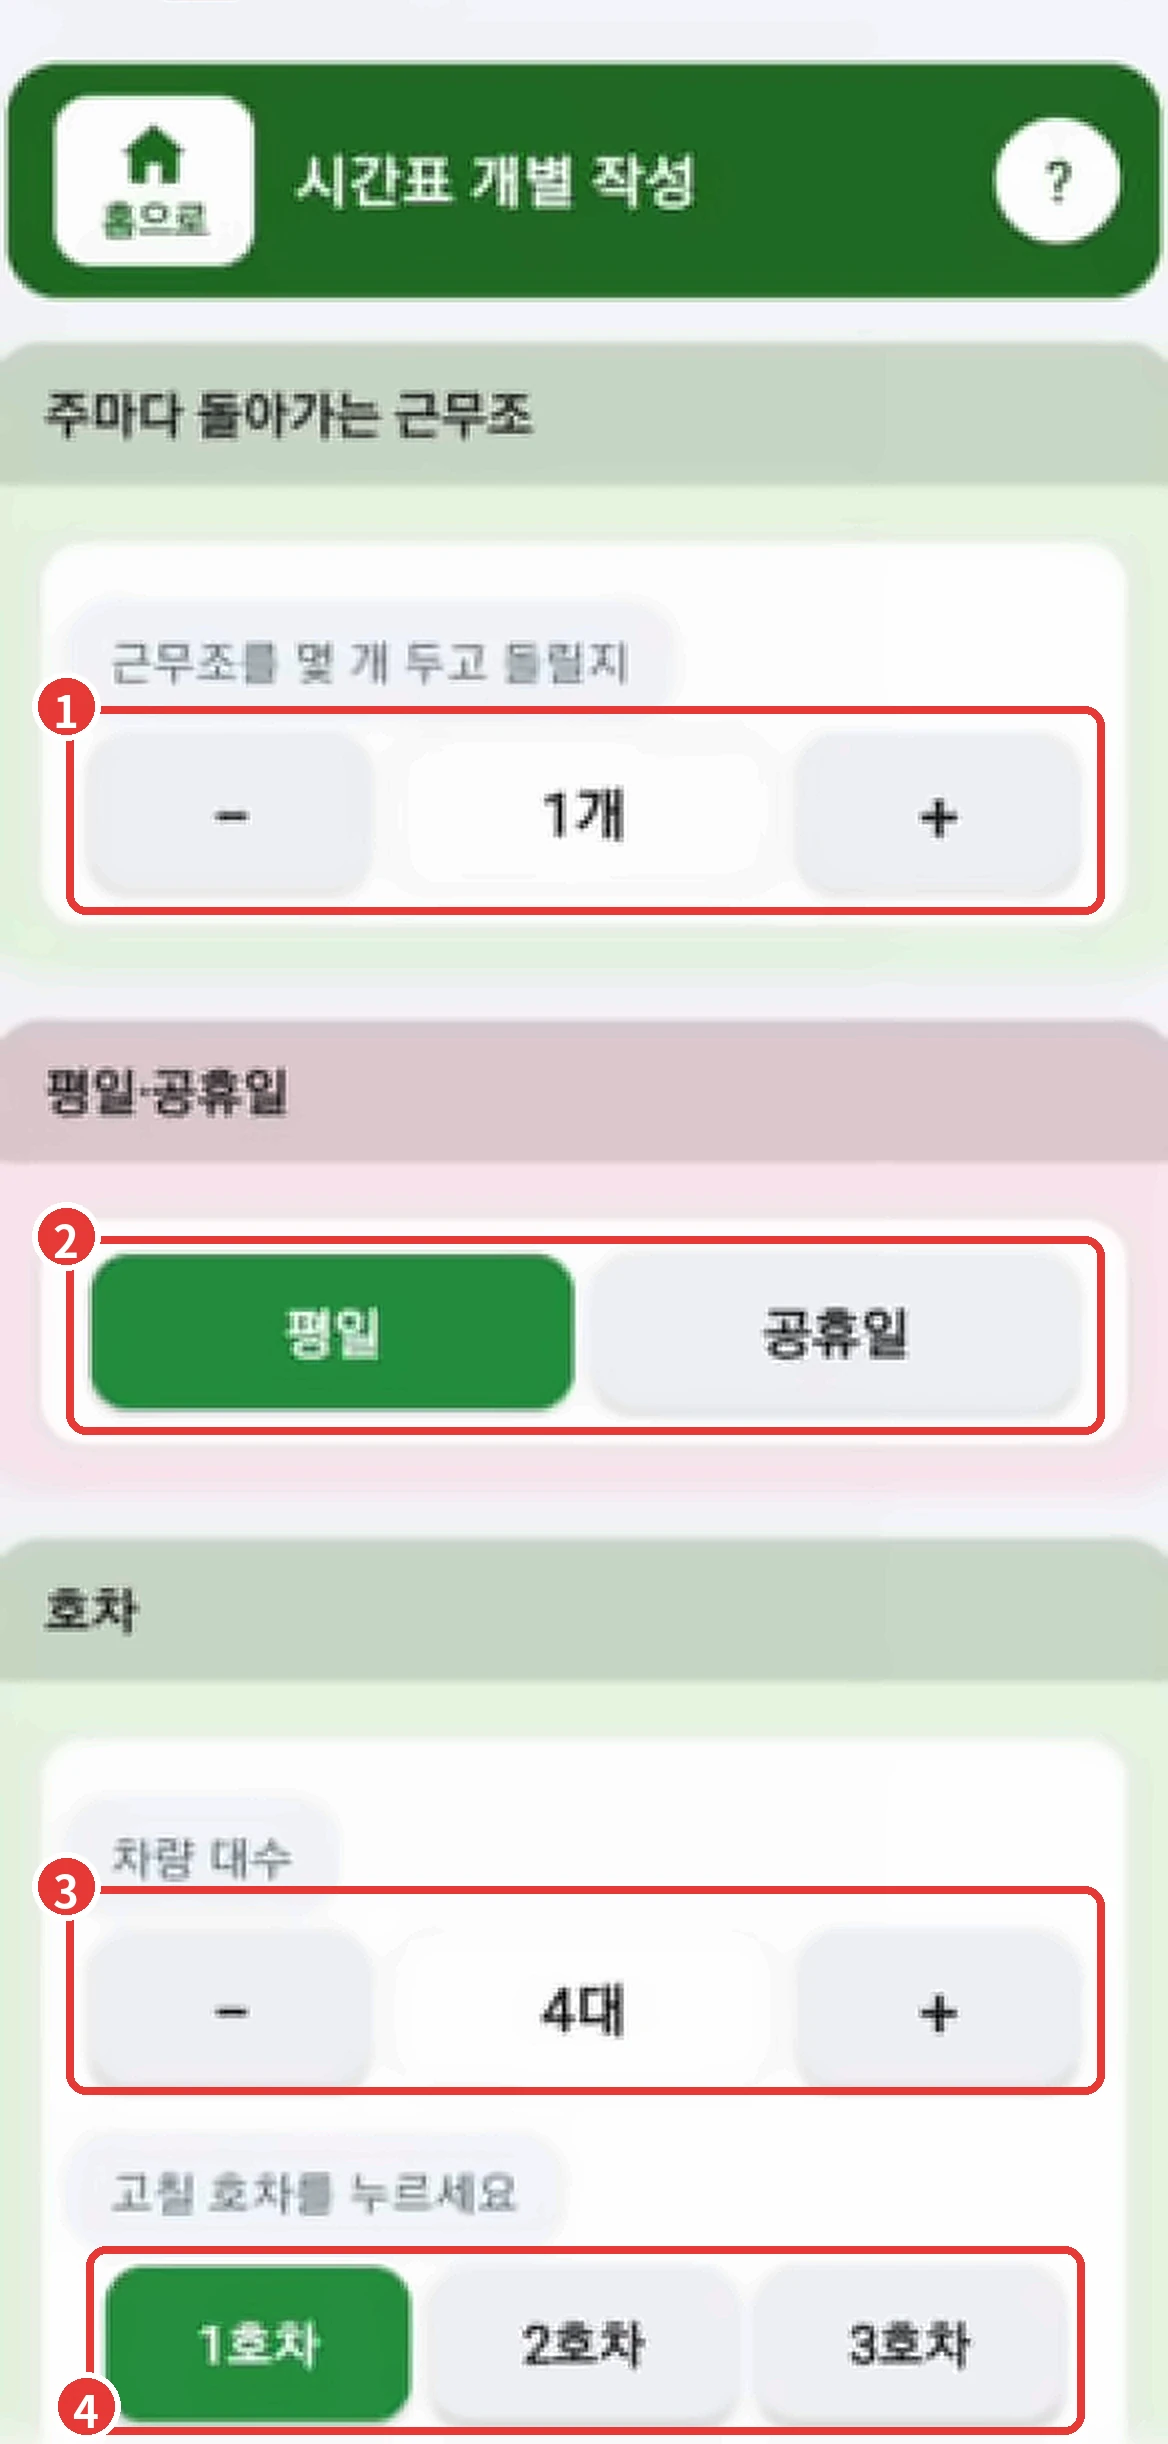 홈으로
시간표 개별 작성
?
주마다 돌아가는 근무조
근무조를 몇 개 두고 돌릴지
1
－ 1개 +
평일·공휴일
2
평일 공휴일
호차
차량 대수
3
－ 4대 +
고칠 호차를 누르세요
1호차 2호차 3호차
4